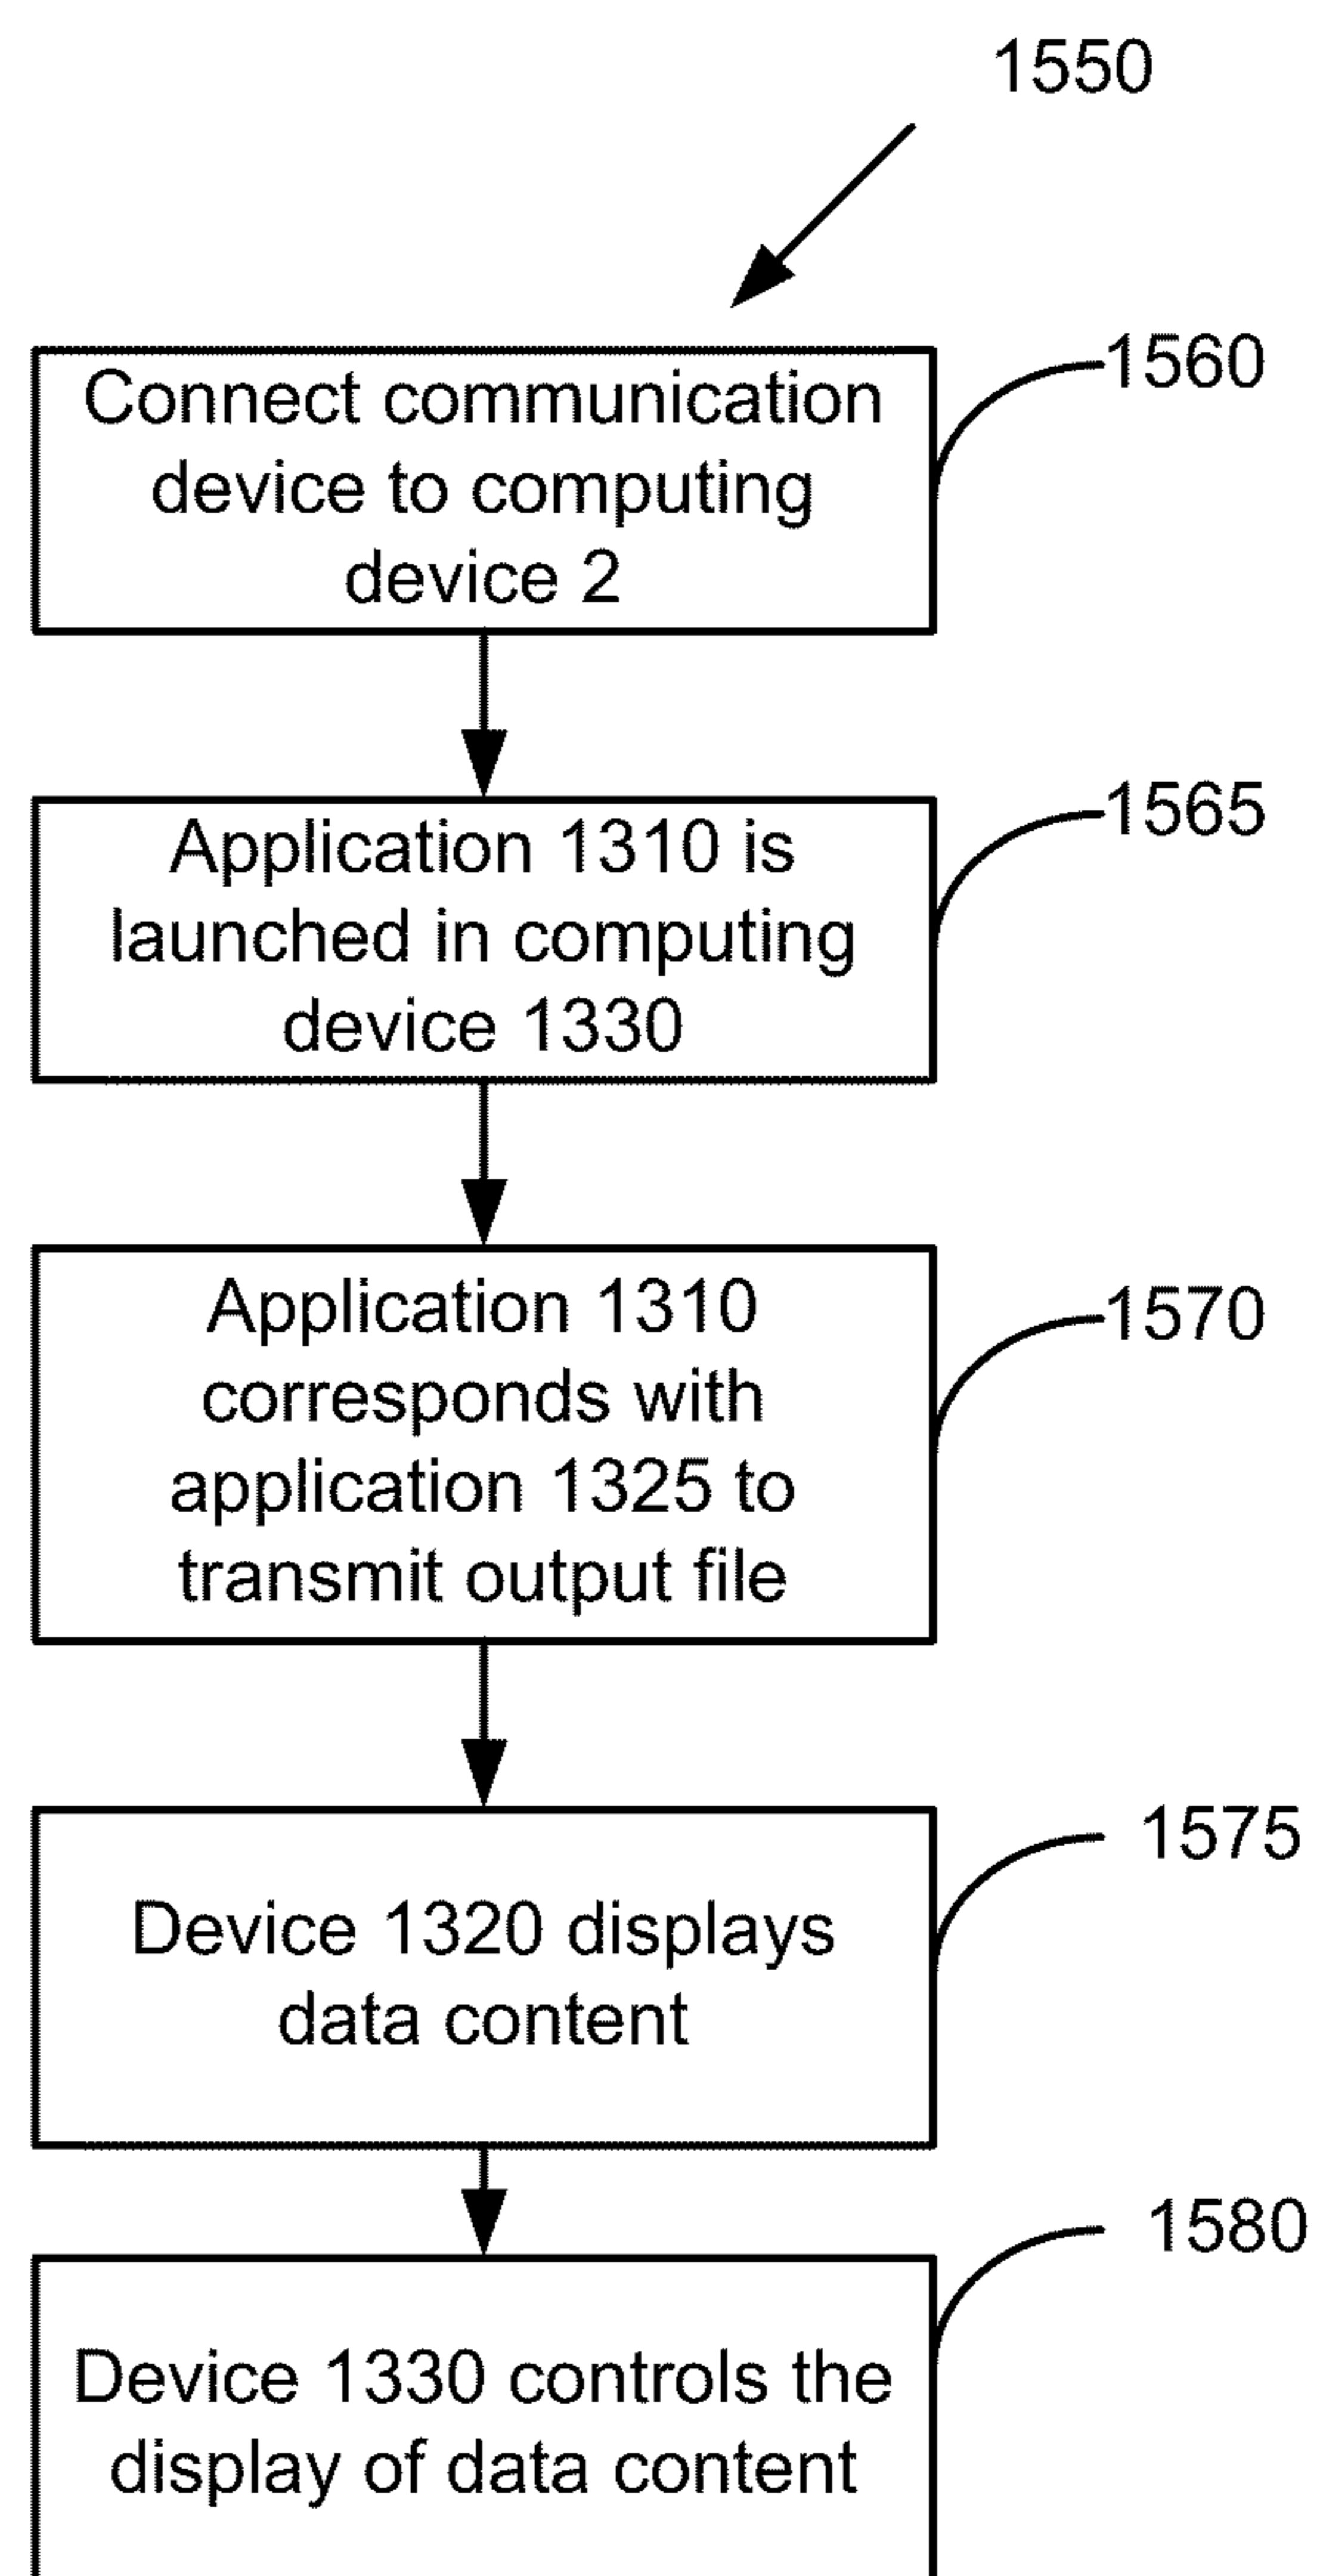 1550
1560
Connect communication
device to computing
device 2
1565
Application 1310 is
launched in computing
device 1330
1570
Application 1310
corresponds with
application 1325 to
transmit output file
1575
Device 1320 displays
data content
1580
Device 1330 controls the
display of data content